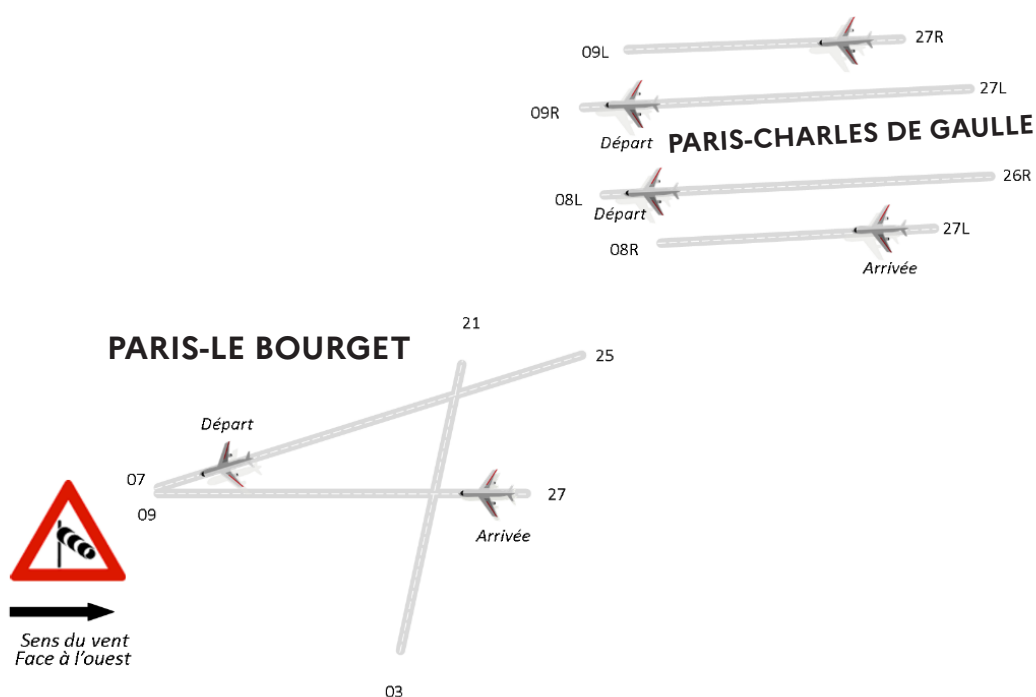 09L
27R
09R
27L
Départ
PARIS-CHARLES DE GAULLE
08L
26R
Départ
08R
27L
Arrivée
PARIS-LE BOURGET
21
25
Départ
07
09
27
Arrivée
Sens du vent
Face à l'ouest
03